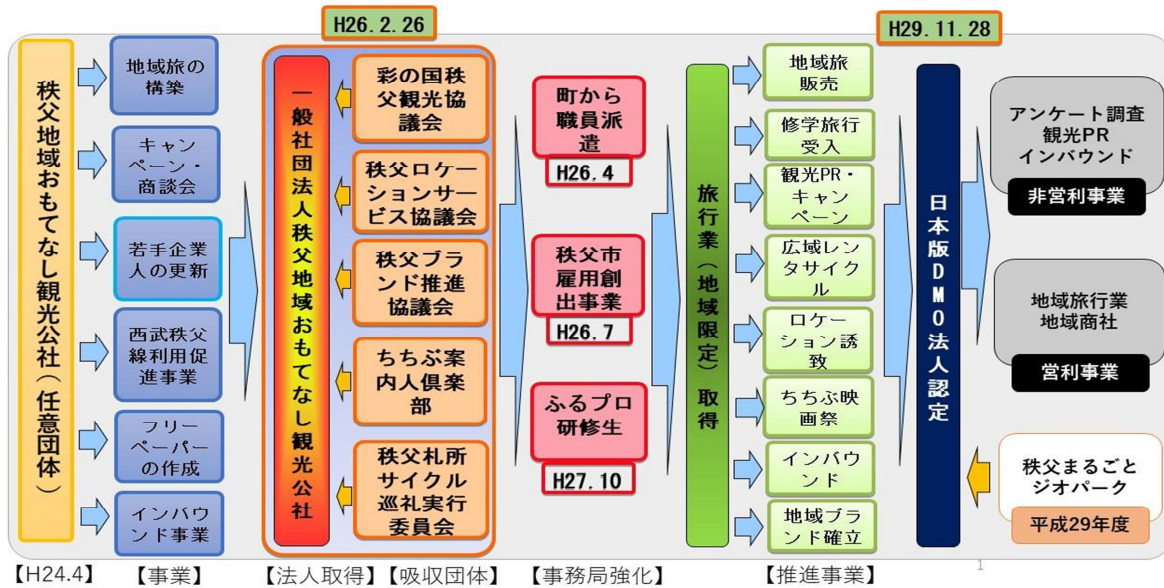 H26.2.26
H29.11.28
秩父地域おもてなし観光公社(任意団体)
地域旅の
構築
キャン
ペーン・
商談会
若手企業
人の更新
西武秩父
線利用促
進事業
フリー
ペーパー
の作成
インバウ
ンド事業
一般社団法人秩父地域おもてなし観光公社
彩の国秩
父観光協
議会
秩父ロケー
ションサー
ビス協議会
秩父ブラ
ンド推進
協議会
ちちぶ案
内人倶楽
部
秩父札所
サイクル
巡礼実行
委員会
町から
職員派
遣
H26.4
秩父市
雇用創
出事業
H26.7
ふるプロ
研修生
H27.10
旅行業(地域限定)取得
地域旅
販売
修学旅行
受入
観光PR・
キャン
ペーン
広域レン
タサイク
ル
ロケー
ション誘
致
ちちぶ映
画祭
インバウ
ンド
地域ブラ
ンド確立
日本版DMO法人認定
アンケート調査
観光PR
インバウンド
非営利事業
地域旅行業
地域商社
営利事業
秩父まるごと
ジオパーク
平成29年度
【H24.4】 【事業】 【法人取得】【吸収団体】 【事務局強化】 【推進事業】
1